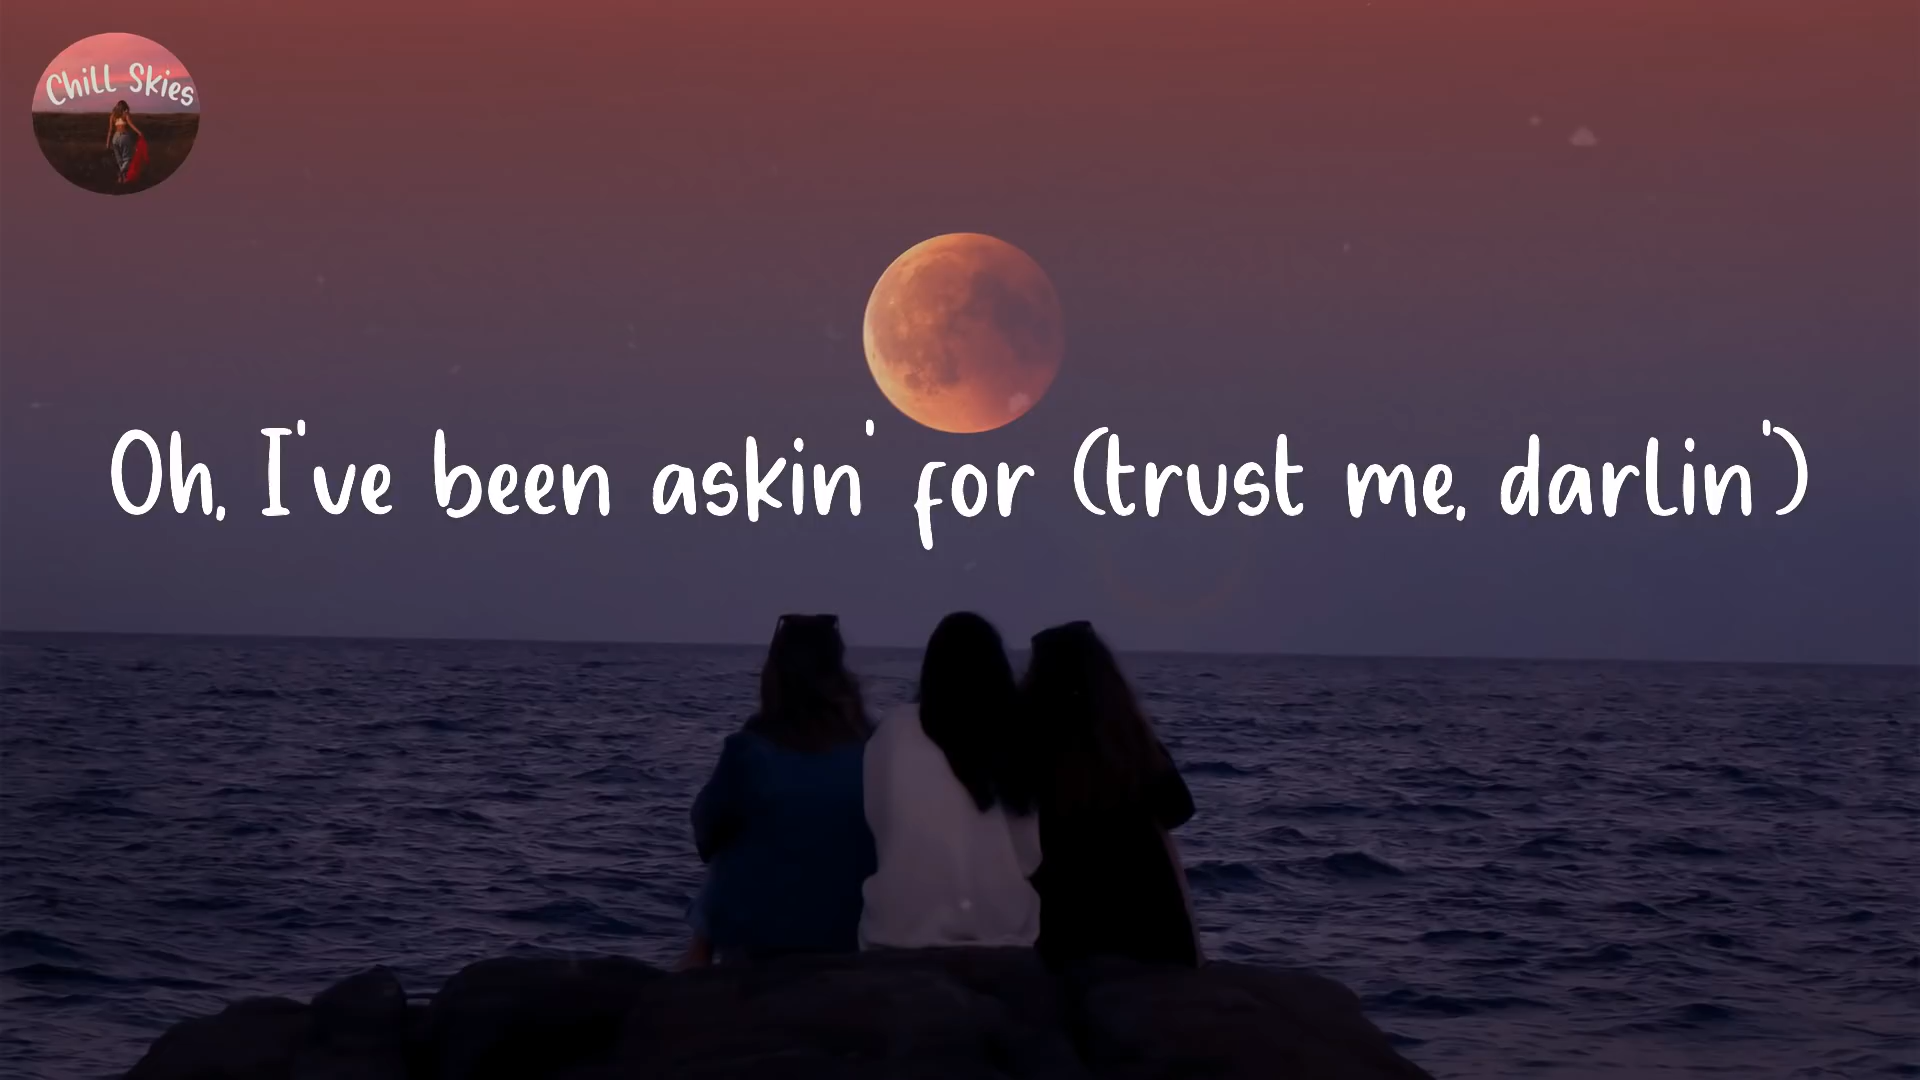 Chill Skies
Oh, I've been askin' for (trust me, darlin')